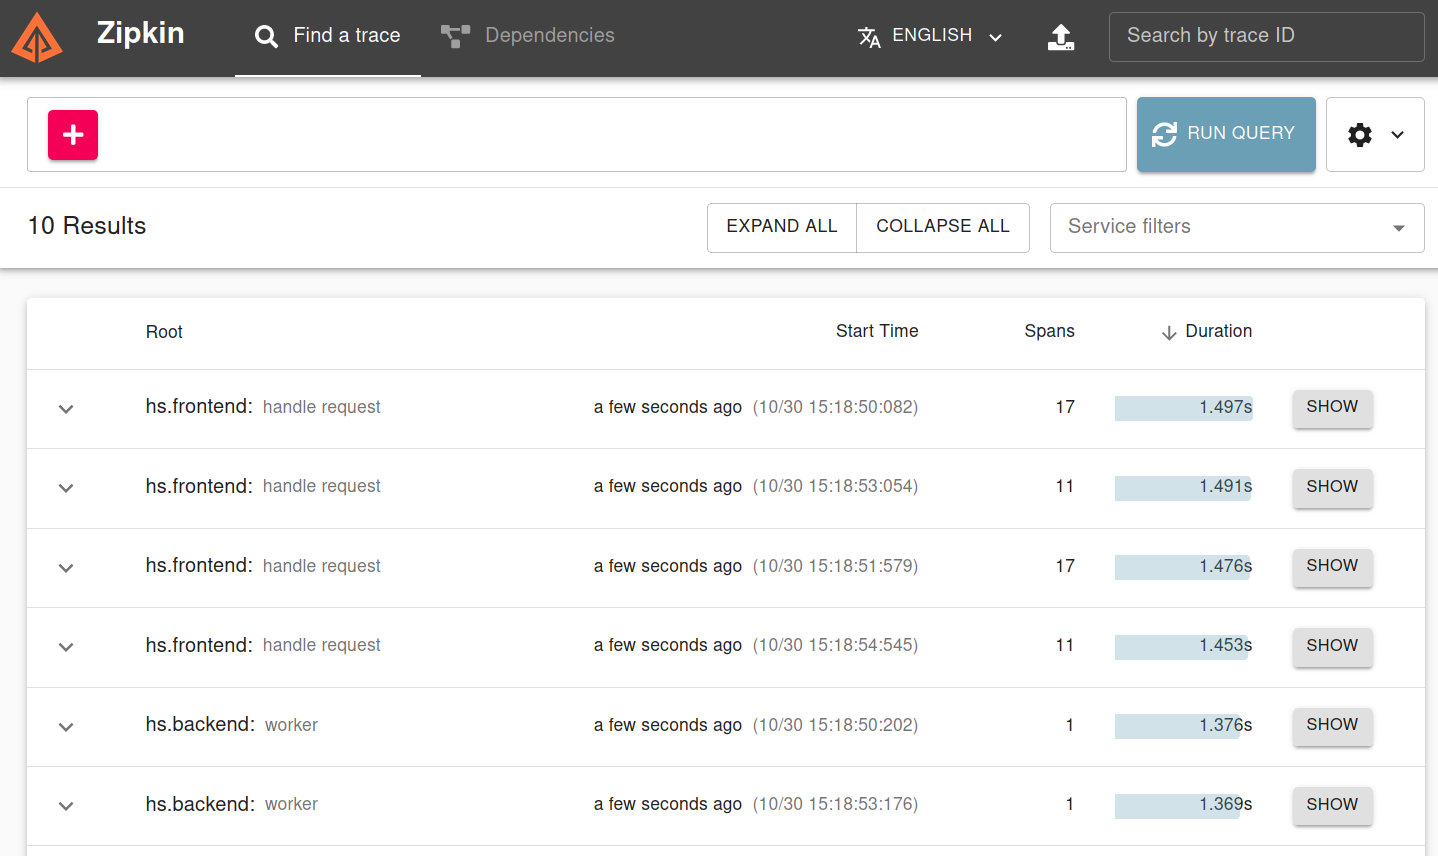 Zipkin Find a trace Dependencies ENGLISH Search by trace ID
RUN QUERY
10 Results EXPAND ALL COLLAPSE ALL Service filters
Root Start Time Spans Duration
hs.frontend: handle request a few seconds ago (10/30 15:18:50:082) 17 1.497s SHOW
hs.frontend: handle request a few seconds ago (10/30 15:18:53:054) 11 1.491s SHOW
hs.frontend: handle request a few seconds ago (10/30 15:18:51:579) 17 1.476s SHOW
hs.frontend: handle request a few seconds ago (10/30 15:18:54:545) 11 1.453s SHOW
hs.backend: worker a few seconds ago (10/30 15:18:50:202) 1 1.376s SHOW
hs.backend: worker a few seconds ago (10/30 15:18:53:176) 1 1.369s SHOW